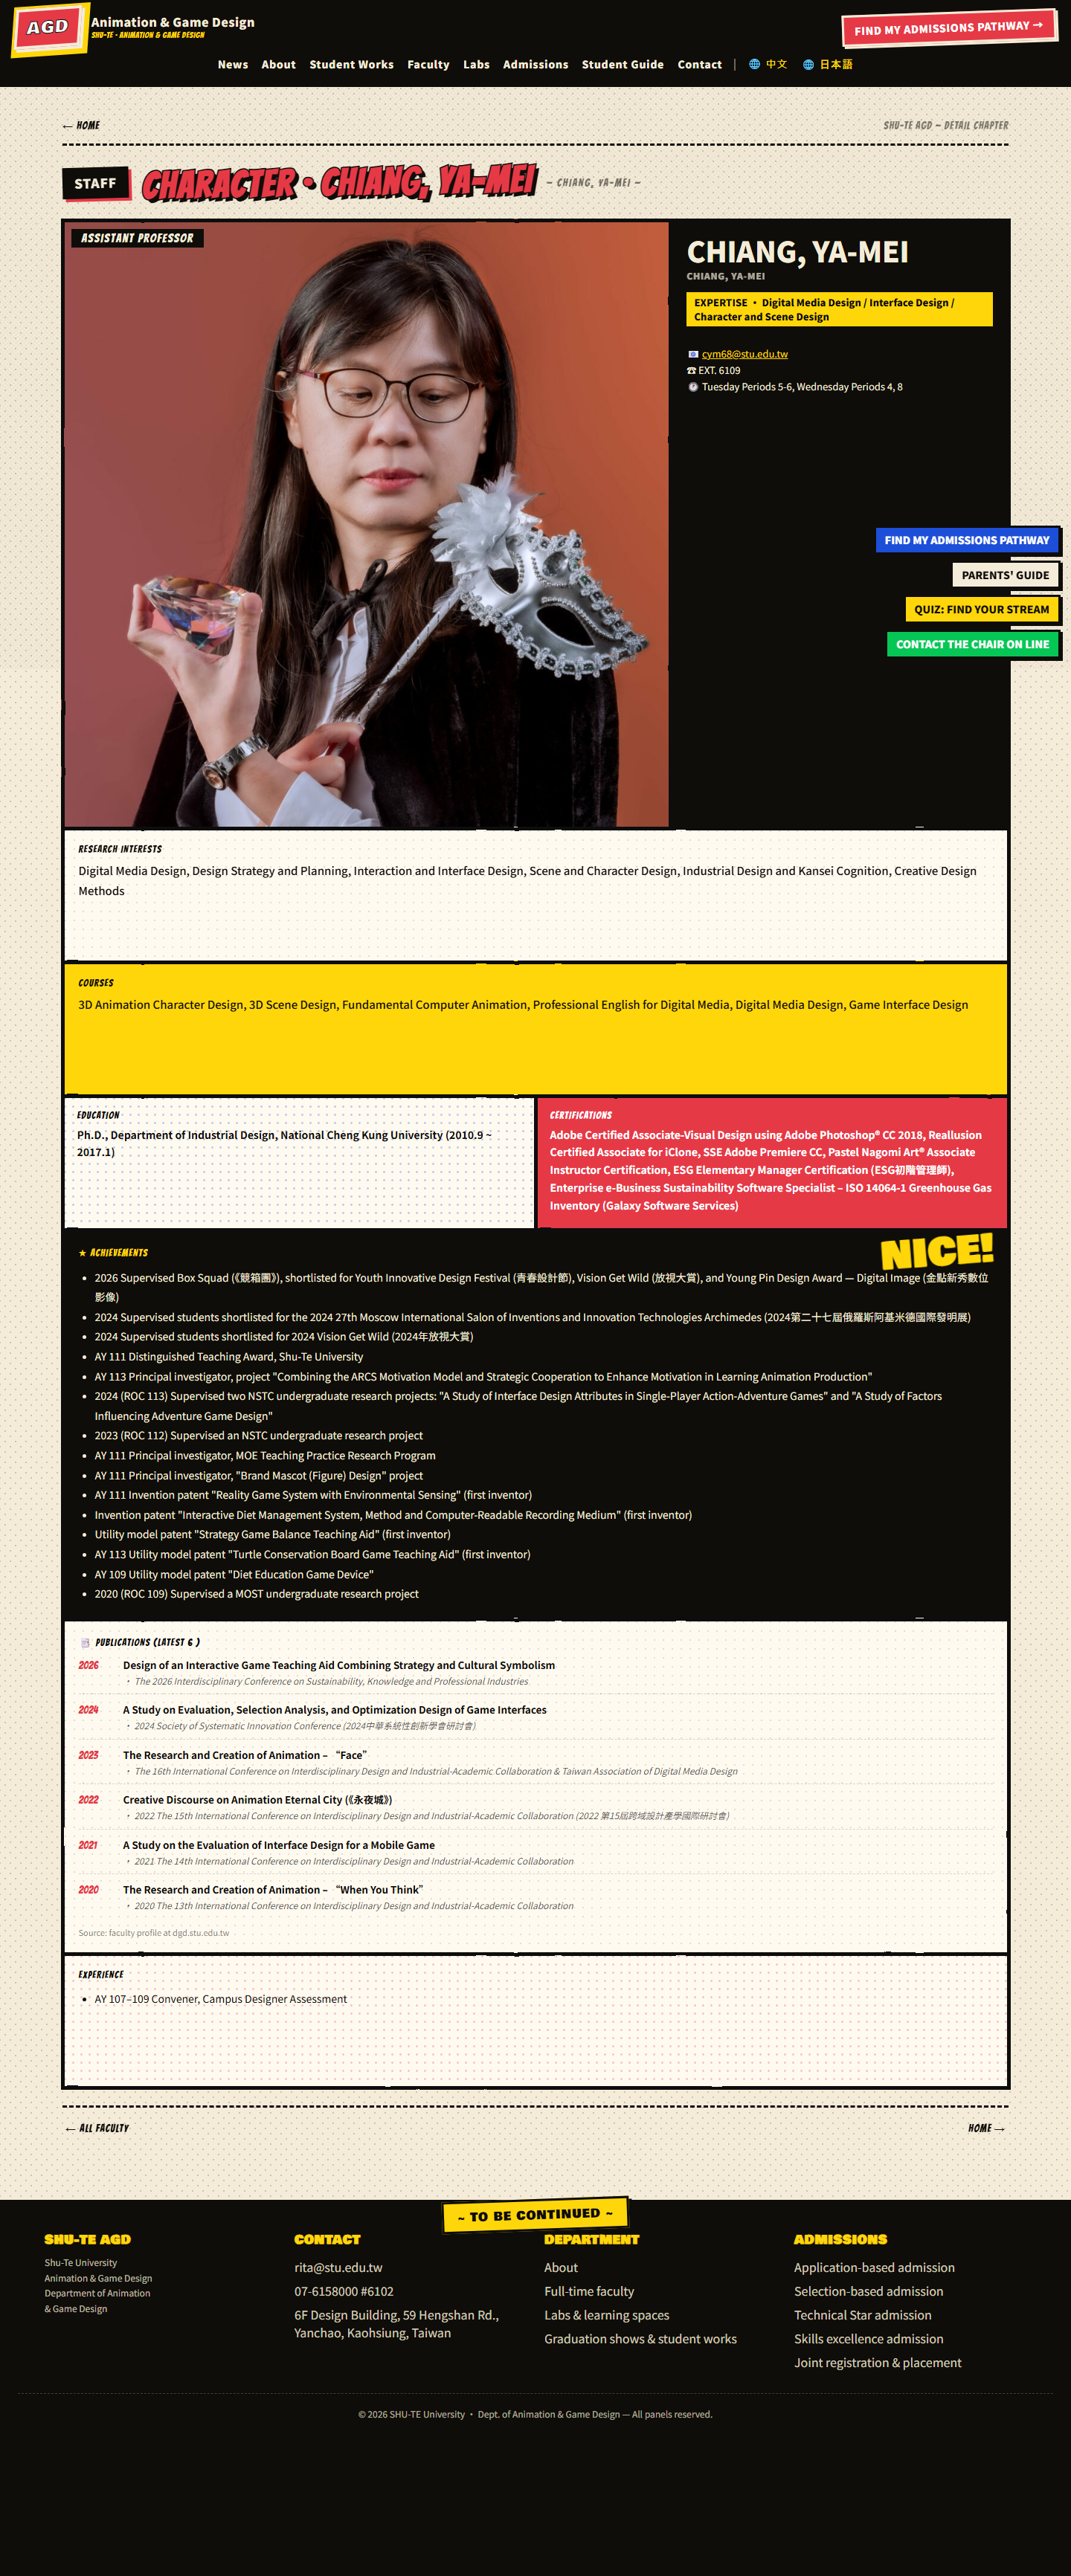 AGD
Animation & Game Design
SHU-TE · ANIMATION & GAME DESIGN
FIND MY ADMISSIONS PATHWAY →
News About Student Works Faculty Labs Admissions Student Guide Contact | 中文 日本語
← HOME
SHU-TE AGD — DETAIL CHAPTER
STAFF
CHARACTER · CHIANG, YA-MEI
— CHIANG, YA-MEI —
ASSISTANT PROFESSOR
CHIANG, YA-MEI
CHIANG, YA-MEI
EXPERTISE · Digital Media Design / Interface Design /
Character and Scene Design
cym68@stu.edu.tw
☎ EXT. 6109
Tuesday Periods 5-6, Wednesday Periods 4, 8
FIND MY ADMISSIONS PATHWAY
PARENTS' GUIDE
QUIZ: FIND YOUR STREAM
CONTACT THE CHAIR ON LINE
RESEARCH INTERESTS
Digital Media Design, Design Strategy and Planning, Interaction and Interface Design, Scene and Character Design, Industrial Design and Kansei Cognition, Creative Design
Methods
COURSES
3D Animation Character Design, 3D Scene Design, Fundamental Computer Animation, Professional English for Digital Media, Digital Media Design, Game Interface Design
EDUCATION
Ph.D., Department of Industrial Design, National Cheng Kung University (2010.9 ~
2017.1)
CERTIFICATIONS
Adobe Certified Associate-Visual Design using Adobe Photoshop® CC 2018, Reallusion
Certified Associate for iClone, SSE Adobe Premiere CC, Pastel Nagomi Art® Associate
Instructor Certification, ESG Elementary Manager Certification (ESG初階管理師),
Enterprise e-Business Sustainability Software Specialist – ISO 14064-1 Greenhouse Gas
Inventory (Galaxy Software Services)
★ ACHIEVEMENTS
NICE!
• 2026 Supervised Box Squad (《競箱團》), shortlisted for Youth Innovative Design Festival (青春設計節), Vision Get Wild (放視大賞), and Young Pin Design Award — Digital Image (金點新秀數位
影像)
• 2024 Supervised students shortlisted for the 2024 27th Moscow International Salon of Inventions and Innovation Technologies Archimedes (2024第二十七屆俄羅斯阿基米德國際發明展)
• 2024 Supervised students shortlisted for 2024 Vision Get Wild (2024年放視大賞)
• AY 111 Distinguished Teaching Award, Shu-Te University
• AY 113 Principal investigator, project "Combining the ARCS Motivation Model and Strategic Cooperation to Enhance Motivation in Learning Animation Production"
• 2024 (ROC 113) Supervised two NSTC undergraduate research projects: "A Study of Interface Design Attributes in Single-Player Action-Adventure Games" and "A Study of Factors
Influencing Adventure Game Design"
• 2023 (ROC 112) Supervised an NSTC undergraduate research project
• AY 111 Principal investigator, MOE Teaching Practice Research Program
• AY 111 Principal investigator, "Brand Mascot (Figure) Design" project
• AY 111 Invention patent "Reality Game System with Environmental Sensing" (first inventor)
• Invention patent "Interactive Diet Management System, Method and Computer-Readable Recording Medium" (first inventor)
• Utility model patent "Strategy Game Balance Teaching Aid" (first inventor)
• AY 113 Utility model patent "Turtle Conservation Board Game Teaching Aid" (first inventor)
• AY 109 Utility model patent "Diet Education Game Device"
• 2020 (ROC 109) Supervised a MOST undergraduate research project
PUBLICATIONS (LATEST 6 )
2026 Design of an Interactive Game Teaching Aid Combining Strategy and Cultural Symbolism
· The 2026 Interdisciplinary Conference on Sustainability, Knowledge and Professional Industries
2024 A Study on Evaluation, Selection Analysis, and Optimization Design of Game Interfaces
· 2024 Society of Systematic Innovation Conference (2024中華系統性創新學會研討會)
2023 The Research and Creation of Animation – “Face”
· The 16th International Conference on Interdisciplinary Design and Industrial-Academic Collaboration & Taiwan Association of Digital Media Design
2022 Creative Discourse on Animation Eternal City (《永夜城》)
· 2022 The 15th International Conference on Interdisciplinary Design and Industrial-Academic Collaboration (2022 第15屆跨域設計產學國際研討會)
2021 A Study on the Evaluation of Interface Design for a Mobile Game
· 2021 The 14th International Conference on Interdisciplinary Design and Industrial-Academic Collaboration
2020 The Research and Creation of Animation – “When You Think”
· 2020 The 13th International Conference on Interdisciplinary Design and Industrial-Academic Collaboration
Source: faculty profile at dgd.stu.edu.tw
EXPERIENCE
• AY 107–109 Convener, Campus Designer Assessment
← ALL FACULTY
HOME →
~ TO BE CONTINUED ~
SHU-TE AGD
Shu-Te University
Animation & Game Design
Department of Animation
& Game Design
CONTACT
rita@stu.edu.tw
07-6158000 #6102
6F Design Building, 59 Hengshan Rd.,
Yanchao, Kaohsiung, Taiwan
DEPARTMENT
About
Full-time faculty
Labs & learning spaces
Graduation shows & student works
ADMISSIONS
Application-based admission
Selection-based admission
Technical Star admission
Skills excellence admission
Joint registration & placement
© 2026 SHU-TE University · Dept. of Animation & Game Design — All panels reserved.